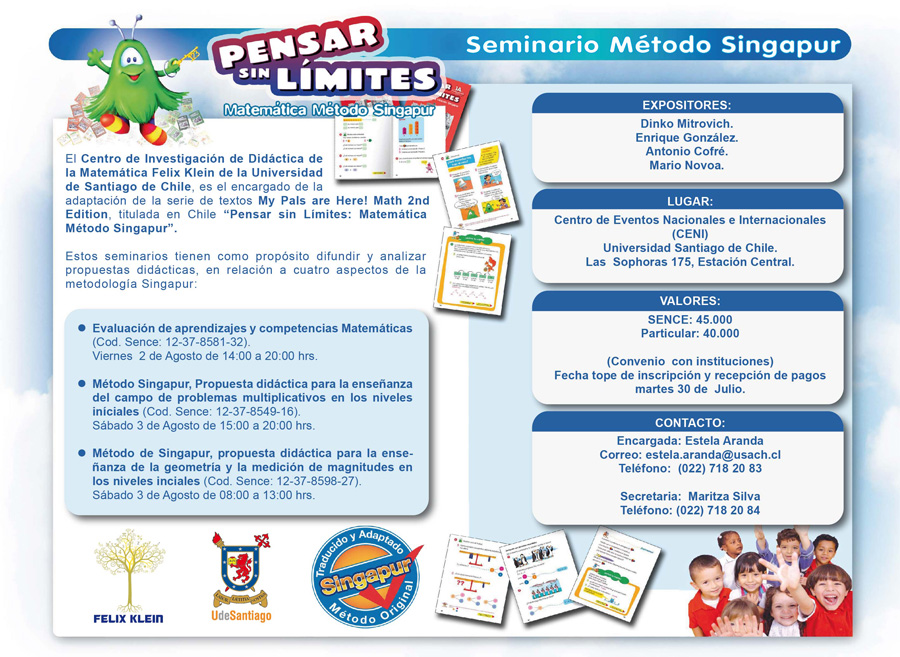 PENSAR
SIN LÍMITES
Matemática Método Singapur
Seminario Método Singapur
El Centro de Investigación de Didáctica de
la Matemática Felix Klein de la Universidad
de Santiago de Chile, es el encargado de la
adaptación de la serie de textos My Pals are Here! Math 2nd
Edition, titulada en Chile “Pensar sin Límites: Matemática
Método Singapur”.
Estos seminarios tienen como propósito difundir y analizar
propuestas didácticas, en relación a cuatro aspectos de la
metodología Singapur:
Evaluación de aprendizajes y competencias Matemáticas
(Cod. Sence: 12-37-8581-32).
Viernes 2 de Agosto de 14:00 a 20:00 hrs.
Método Singapur, Propuesta didáctica para la enseñanza
del campo de problemas multiplicativos en los niveles
iniciales (Cod. Sence: 12-37-8549-16).
Sábado 3 de Agosto de 15:00 a 20:00 hrs.
Método de Singapur, propuesta didáctica para la ense-
ñanza de la geometría y la medición de magnitudes en
los niveles inciales (Cod. Sence: 12-37-8598-27).
Sábado 3 de Agosto de 08:00 a 13:00 hrs.
EXPOSITORES:
Dinko Mitrovich.
Enrique González.
Antonio Cofré.
Mario Novoa.
LUGAR:
Centro de Eventos Nacionales e Internacionales
(CENI)
Universidad Santiago de Chile.
Las Sophoras 175, Estación Central.
VALORES:
SENCE: 45.000
Particular: 40.000
(Convenio con instituciones)
Fecha tope de inscripción y recepción de pagos
martes 30 de Julio.
CONTACTO:
Encargada: Estela Aranda
Correo: estela.aranda@usach.cl
Teléfono: (022) 718 20 83
Secretaria: Maritza Silva
Teléfono: (022) 718 20 84
FELIX KLEIN
UdeSantiago
Traducido y Adaptado
Singapur
Método Original